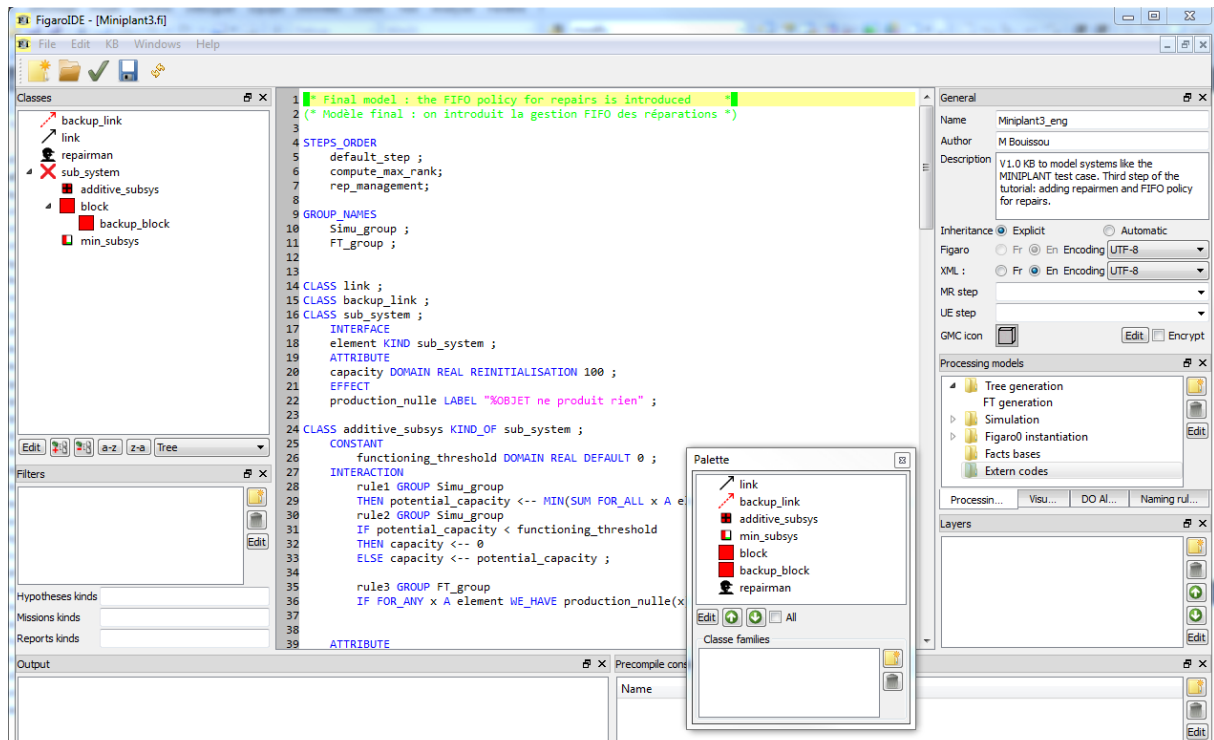 FigaroIDE - [Miniplant3.fi]
File Edit KB Windows Help
Classes
backup_link
link
repairman
sub_system
additive_subsys
block
backup_block
min_subsys
Edit a-z z-a Tree
Filters
Edit
Hypotheses kinds
Missions kinds
Reports kinds
1 * Final model : the FIFO policy for repairs is introduced *
2 (* Modèle final : on introduit la gestion FIFO des réparations *)
3
4 STEPS_ORDER
5 default_step ;
6 compute_max_rank;
7 rep_management;
8
9 GROUP_NAMES
10 Simu_group ;
11 FT_group ;
12
13
14 CLASS link ;
15 CLASS backup_link ;
16 CLASS sub_system ;
17 INTERFACE
18 element KIND sub_system ;
19 ATTRIBUTE
20 capacity DOMAIN REAL REINITIALISATION 100 ;
21 EFFECT
22 production_nulle LABEL "%OBJET ne produit rien" ;
23
24 CLASS additive_subsys KIND_OF sub_system ;
25 CONSTANT
26 functioning_threshold DOMAIN REAL DEFAULT 0 ;
27 INTERACTION
28 rule1 GROUP Simu_group
29 THEN potential_capacity <-- MIN(SUM FOR_ALL x A el
30 rule2 GROUP Simu_group
31 IF potential_capacity < functioning_threshold
32 THEN capacity <-- 0
33 ELSE capacity <-- potential_capacity ;
34
35 rule3 GROUP FT_group
36 IF FOR_ANY x A element WE_HAVE production_nulle(x
37
38
39 ATTRIBUTE
Palette
link
backup_link
additive_subsys
min_subsys
block
backup_block
repairman
Edit All
Classe families
General
Name Miniplant3_eng
Author M Bouissou
Description V1.0 KB to model systems like the
MINIPLANT test case. Third step of the
tutorial: adding repairmen and FIFO policy
for repairs.
Inheritance Explicit Automatic
Figaro Fr En Encoding UTF-8
XML : Fr En Encoding UTF-8
MR step
UE step
GMC icon Edit Encrypt
Processing models
Tree generation
FT generation
Simulation
Figaro0 instantiation
Facts bases
Extern codes
Edit
Processin... Visu... DO Al... Naming rul...
Layers
Edit
Output
Precompile cons
Name
Edit